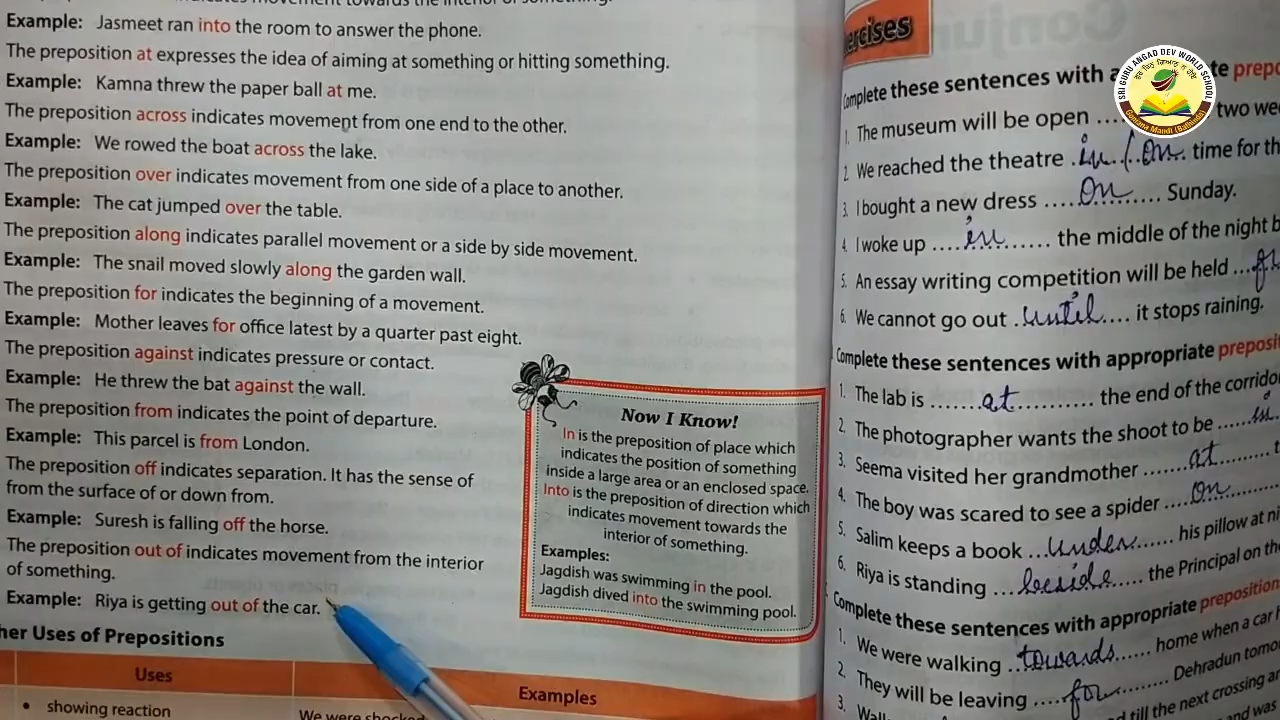 Example: Jasmeet ran into the room to answer the phone.
The preposition at expresses the idea of aiming at something or hitting something.
Example: Kamna threw the paper ball at me.
The preposition across indicates movement from one end to the other.
Example: We rowed the boat across the lake.
The preposition over indicates movement from one side of a place to another.
Example: The cat jumped over the table.
The preposition along indicates parallel movement or a side by side movement.
Example: The snail moved slowly along the garden wall.
The preposition for indicates the beginning of a movement.
Example: Mother leaves for office latest by a quarter past eight.
The preposition against indicates pressure or contact.
Example: He threw the bat against the wall.
The preposition from indicates the point of departure.
Example: This parcel is from London.
The preposition off indicates separation. It has the sense of
from the surface of or down from.
Example: Suresh is falling off the horse.
The preposition out of indicates movement from the interior
of something.
Example: Riya is getting out of the car.
her Uses of Prepositions
Uses
Examples
• showing reaction
We were shocked
Now I Know!
In is the preposition of place which
indicates the position of something
inside a large area or an enclosed space.
Into is the preposition of direction which
indicates movement towards the
interior of something.
Examples:
Jagdish was swimming in the pool.
Jagdish dived into the swimming pool.
ercises
Complete these sentences with prepo
1. The museum will be open .... two we
2. We reached the theatre .in./.on. time for th
3. I bought a new dress ....on.... Sunday.
4. I woke up ....in.... the middle of the night b
5. An essay writing competition will be held ...
6. We cannot go out .until.... it stops raining.
Complete these sentences with appropriate preposi
1. The lab is ....at.... the end of the corrido
2. The photographer wants the shoot to be ....
3. Seema visited her grandmother ....at....
4. The boy was scared to see a spider ....on....
5. Salim keeps a book ...under.... his pillow at ni
6. Riya is standing ...beside.... the Principal on the
Complete these sentences with appropriate preposition
1. We were walking ...towards.... home when a car
2. They will be leaving ....for.... Dehradun tomo
3. till the next crossing
SRI GURU ANGAD DEV WORLD SCHOOL
Goniana Mandi (Bathinda)